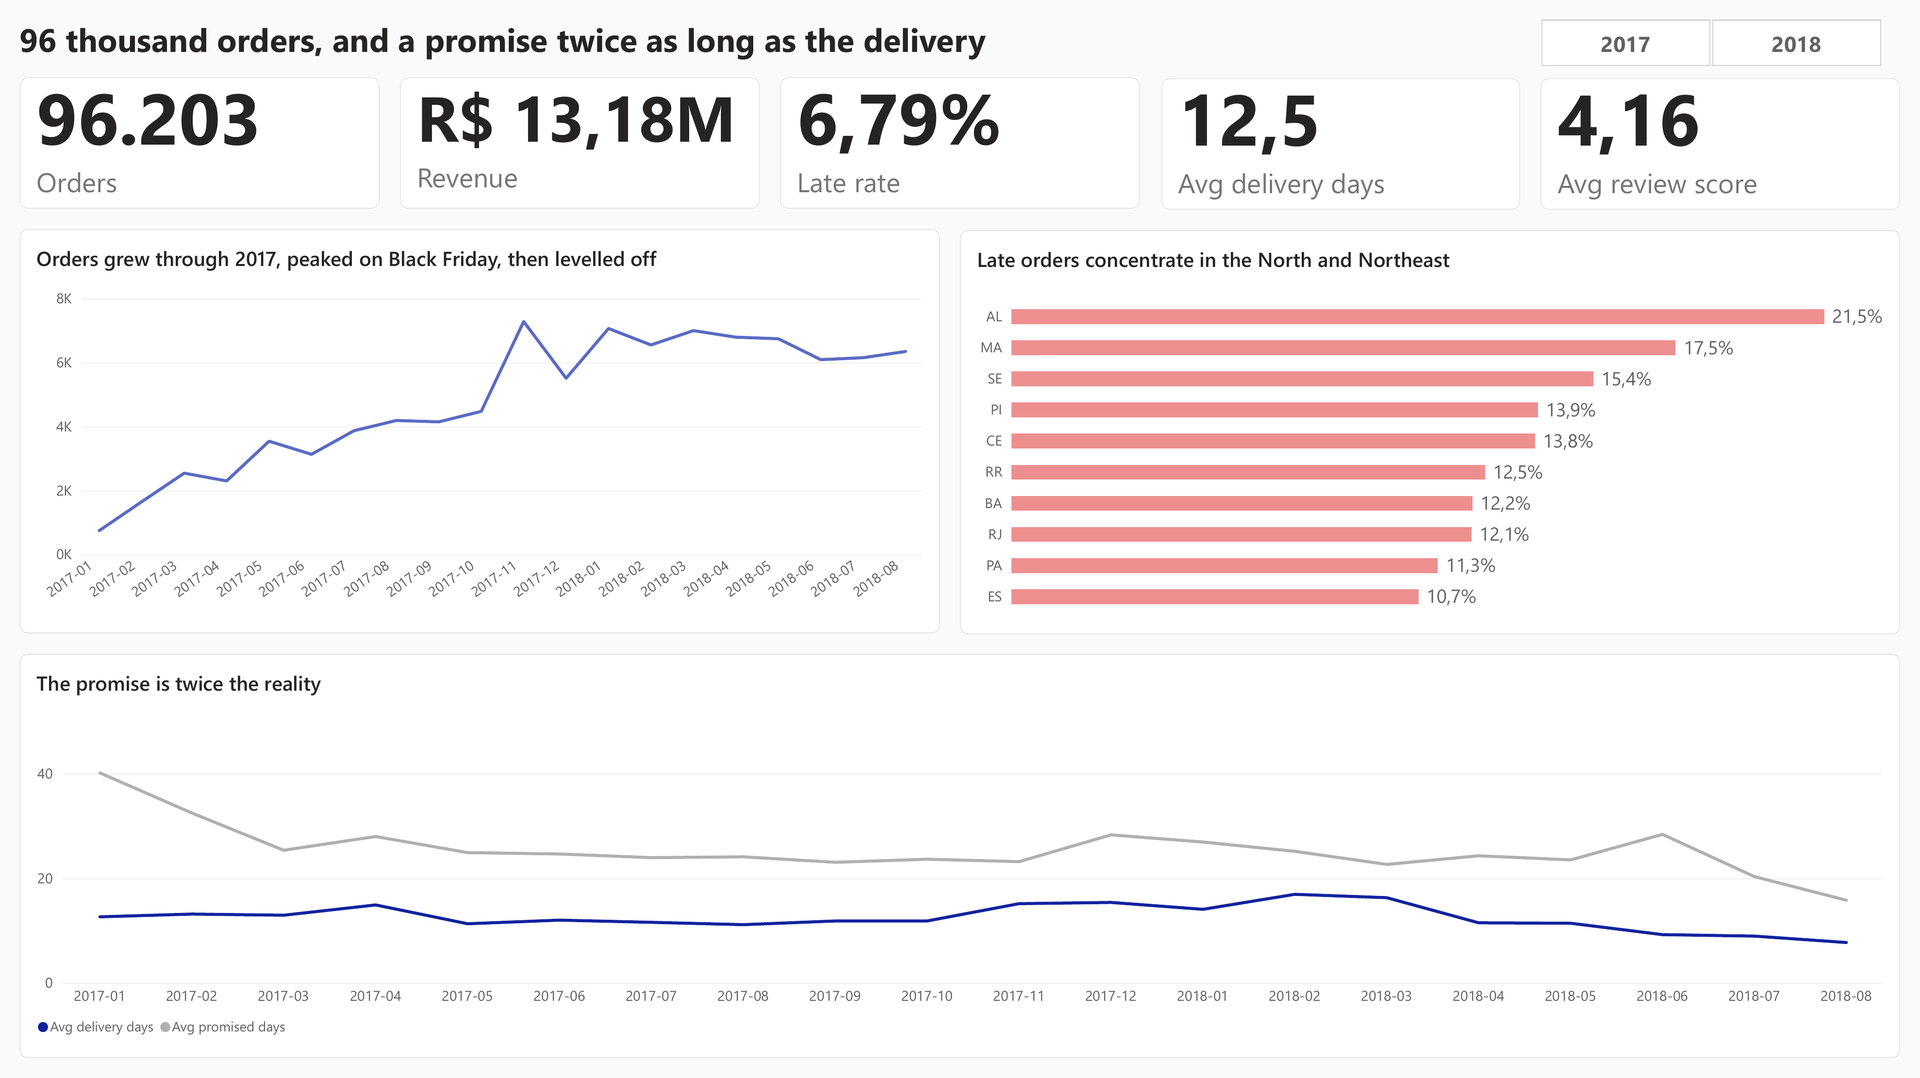 96 thousand orders, and a promise twice as long as the delivery
2017
2018
96.203
Orders
R$ 13,18M
Revenue
6,79%
Late rate
12,5
Avg delivery days
4,16
Avg review score
Orders grew through 2017, peaked on Black Friday, then levelled off
8K
6K
4K
2K
0K
2017-01
2017-02
2017-03
2017-04
2017-05
2017-06
2017-07
2017-08
2017-09
2017-10
2017-11
2017-12
2018-01
2018-02
2018-03
2018-04
2018-05
2018-06
2018-07
2018-08
Late orders concentrate in the North and Northeast
AL 21,5%
MA 17,5%
SE 15,4%
PI 13,9%
CE 13,8%
RR 12,5%
BA 12,2%
RJ 12,1%
PA 11,3%
ES 10,7%
The promise is twice the reality
40
20
0
2017-01 2017-02 2017-03 2017-04 2017-05 2017-06 2017-07 2017-08 2017-09 2017-10 2017-11 2017-12 2018-01 2018-02 2018-03 2018-04 2018-05 2018-06 2018-07 2018-08
Avg delivery days Avg promised days